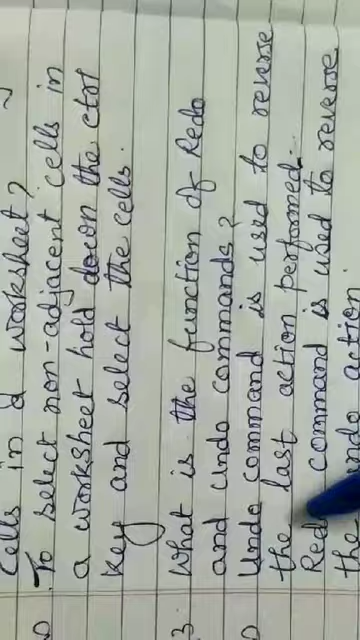 Cells in a worksheet?
To select non-adjacent cells in
a worksheet hold down the ctrl
key and select the cells.
3 What is the function of Redo
and Undo commands?
Undo command is used to reverse
the last action performed.
Red command is used to reverse
the undo action.